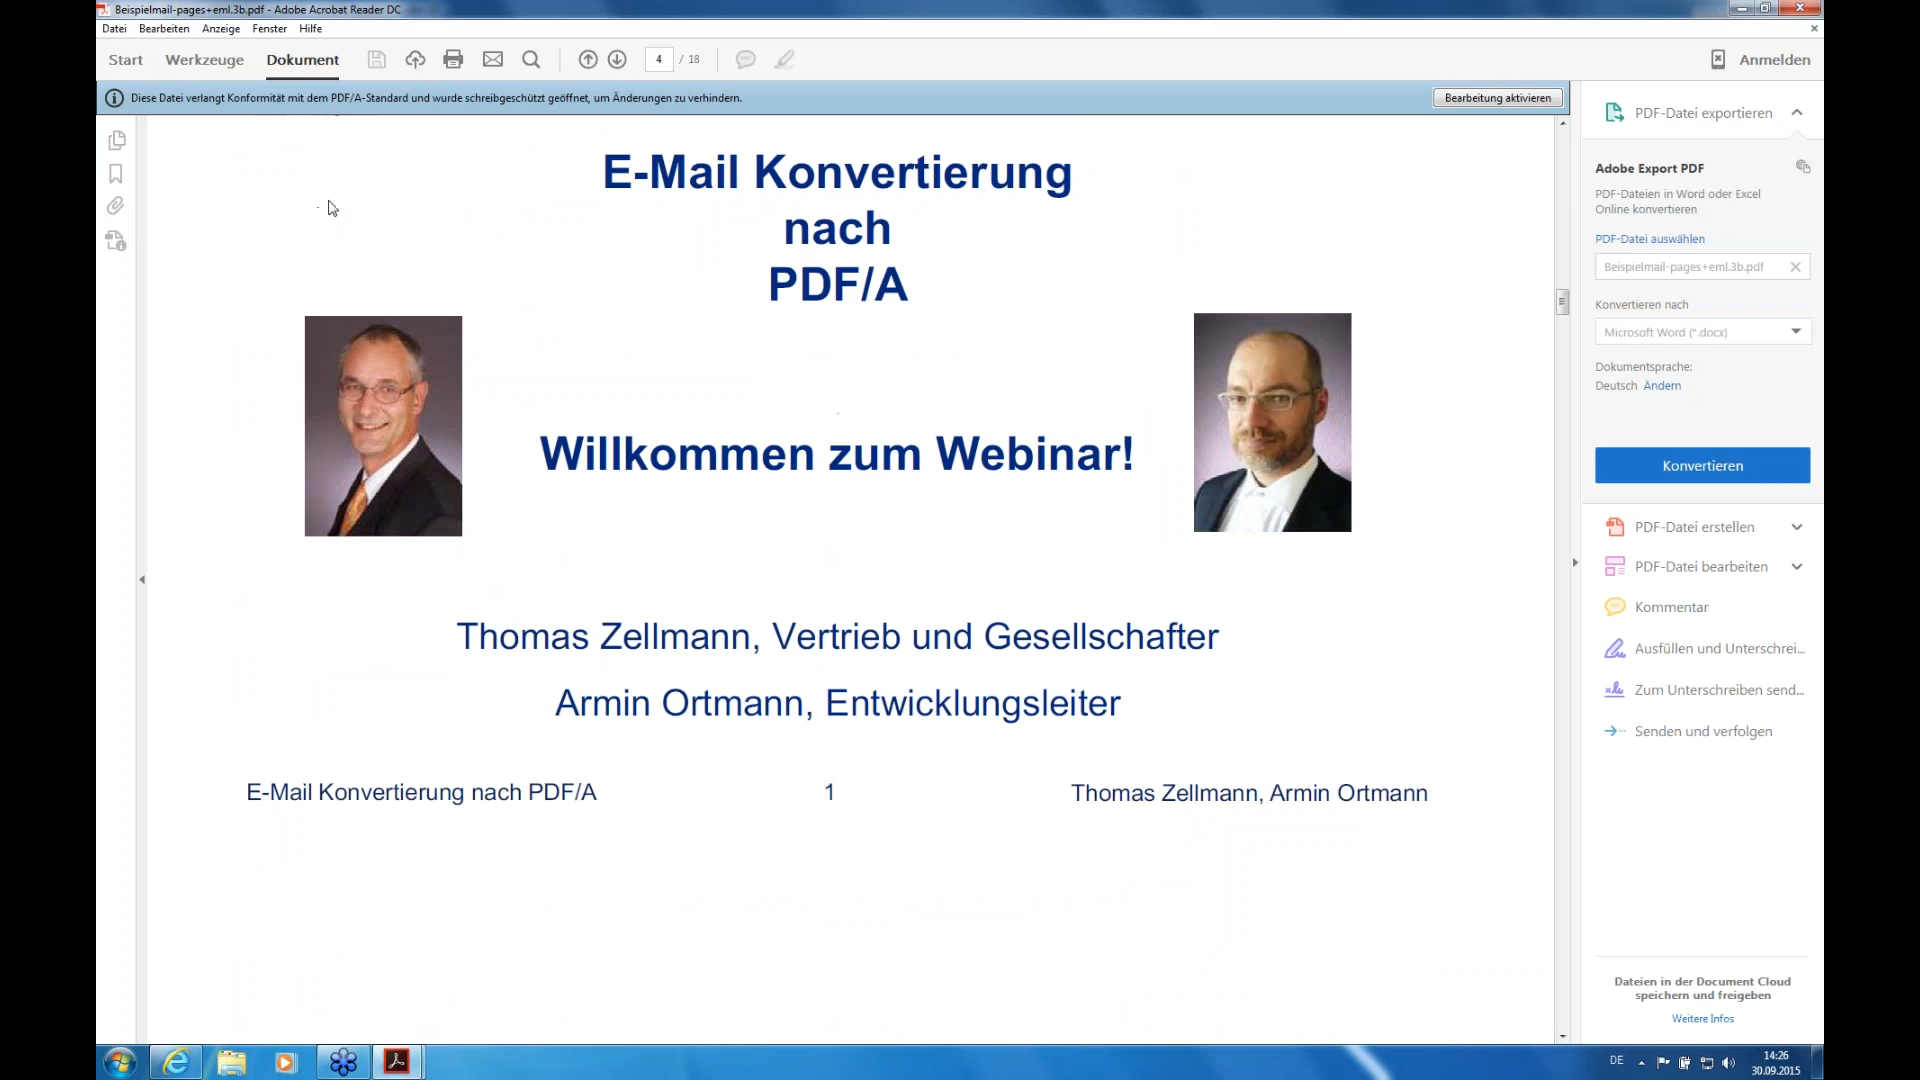 Beispielmail-pages+eml.3b.pdf - Adobe Acrobat Reader DC
Datei Bearbeiten Anzeige Fenster Hilfe
Start Werkzeuge Dokument 4 / 18 Anmelden
Diese Datei verlangt Konformität mit dem PDF/A-Standard und wurde schreibgeschützt geöffnet, um Änderungen zu verhindern. Bearbeitung aktivieren
E-Mail Konvertierung
nach
PDF/A
Willkommen zum Webinar!
Thomas Zellmann, Vertrieb und Gesellschafter
Armin Ortmann, Entwicklungsleiter
E-Mail Konvertierung nach PDF/A 1 Thomas Zellmann, Armin Ortmann
PDF-Datei exportieren
Adobe Export PDF
PDF-Dateien in Word oder Excel
Online konvertieren
PDF-Datei auswählen
Beispielmail-pages+eml.3b.pdf
Konvertieren nach
Microsoft Word (*.docx)
Dokumentsprache:
Deutsch Ändern
Konvertieren
PDF-Datei erstellen
PDF-Datei bearbeiten
Kommentar
Ausfüllen und Unterschrei...
Zum Unterschreiben send...
Senden und verfolgen
Dateien in der Document Cloud
speichern und freigeben
Weitere Infos
DE 14:26
30.09.2015